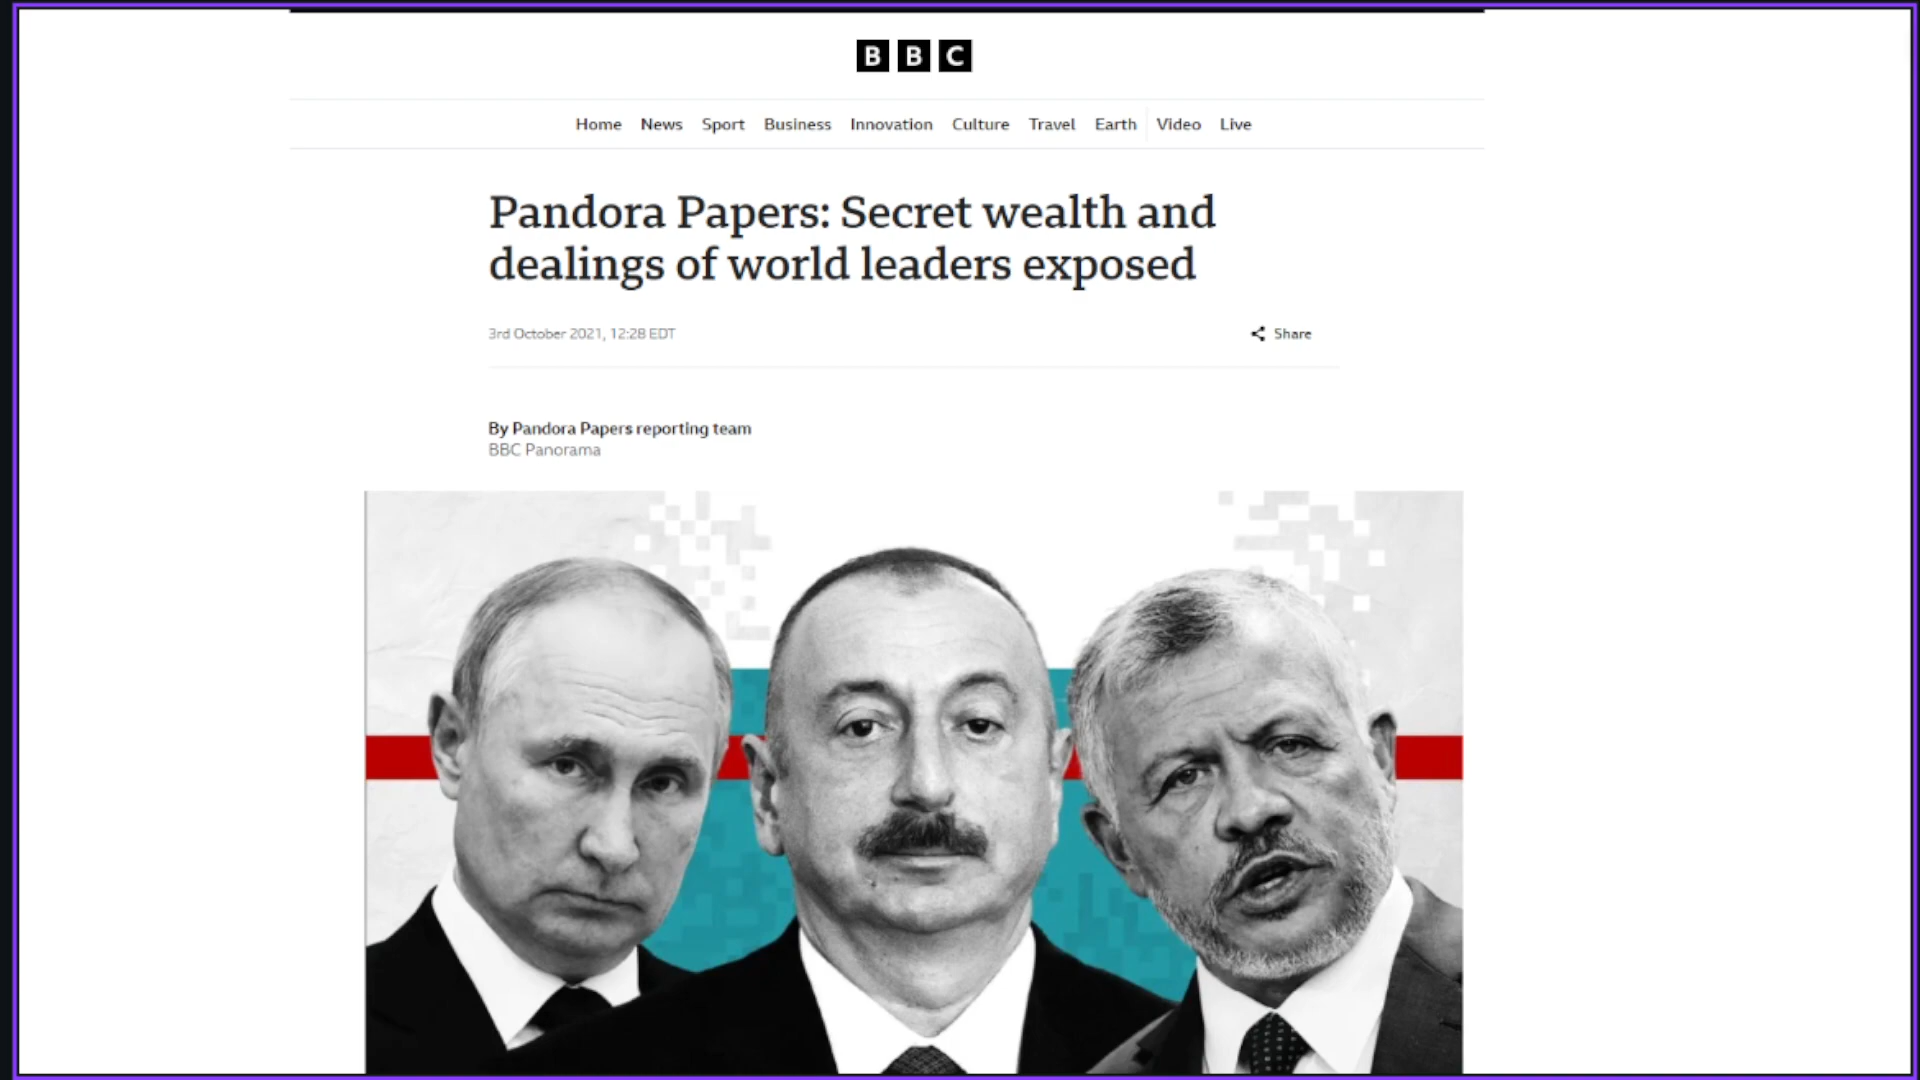 BBC
Home News Sport Business Innovation Culture Travel Earth Video Live
Pandora Papers: Secret wealth and
dealings of world leaders exposed
3rd October 2021, 12:28 EDT
Share
By Pandora Papers reporting team
BBC Panorama